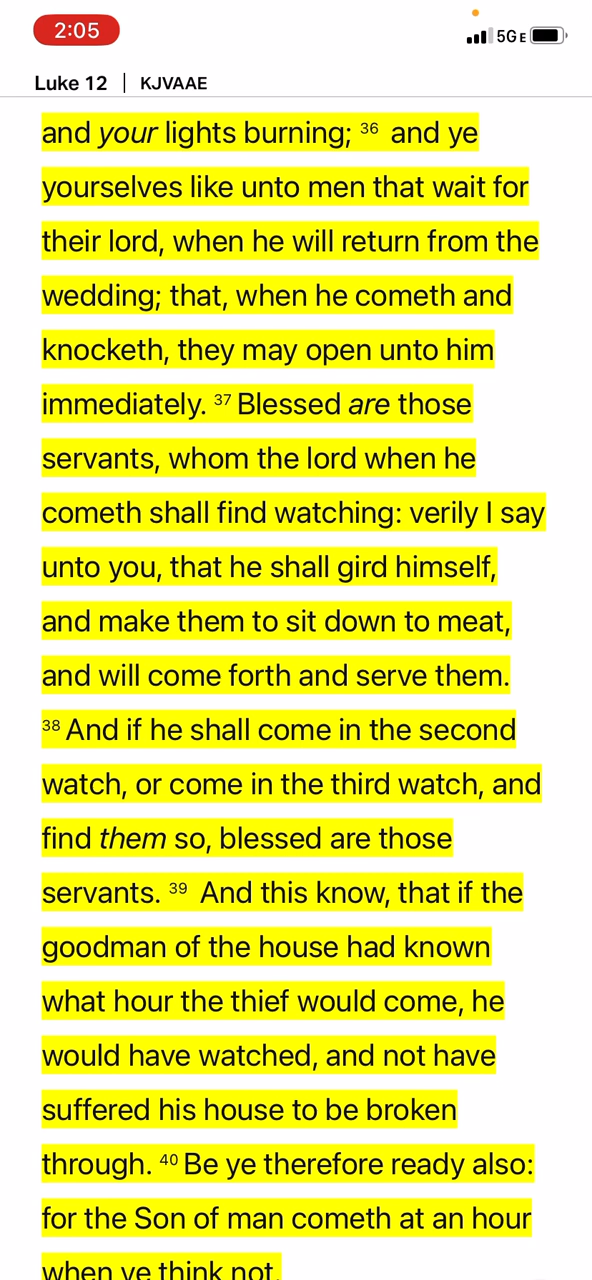 2:05
5GE
Luke 12 | KJVAAE
and your lights burning; 36 and ye
yourselves like unto men that wait for
their lord, when he will return from the
wedding; that, when he cometh and
knocketh, they may open unto him
immediately. 37 Blessed are those
servants, whom the lord when he
cometh shall find watching: verily I say
unto you, that he shall gird himself,
and make them to sit down to meat,
and will come forth and serve them.
38 And if he shall come in the second
watch, or come in the third watch, and
find them so, blessed are those
servants. 39 And this know, that if the
goodman of the house had known
what hour the thief would come, he
would have watched, and not have
suffered his house to be broken
through. 40 Be ye therefore ready also:
for the Son of man cometh at an hour
when ye think not.